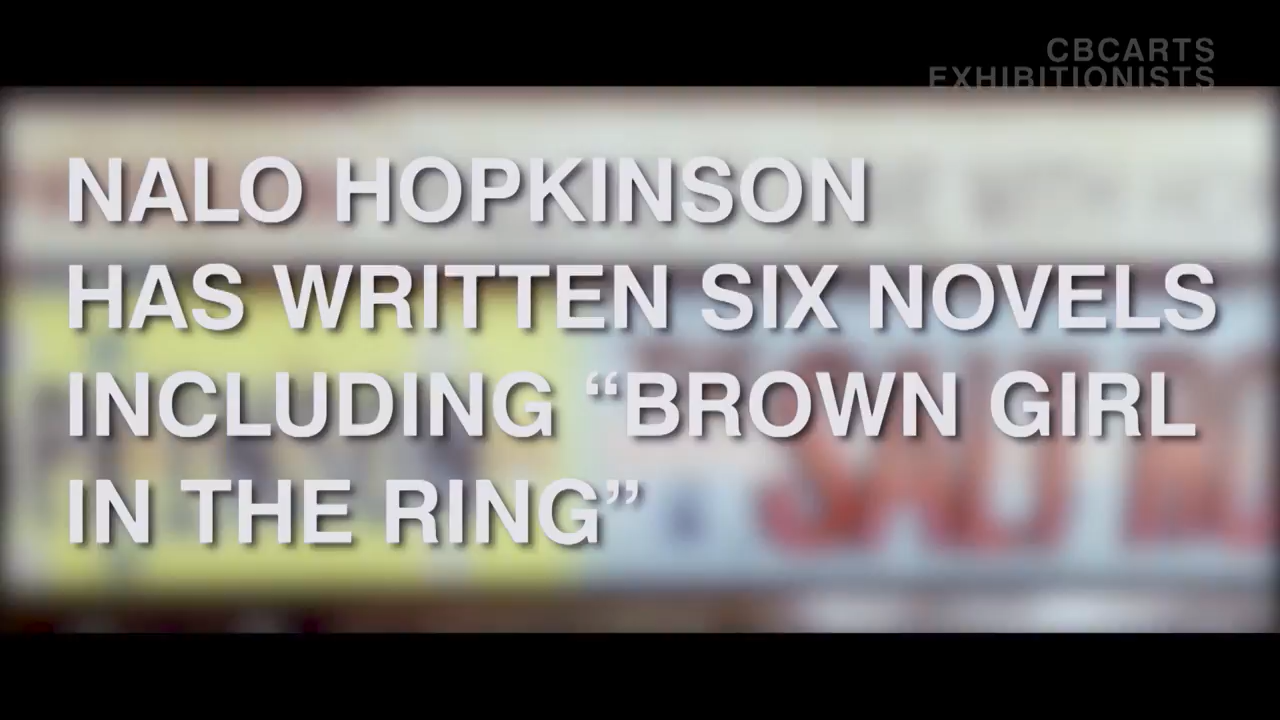 CBCARTS
EXHIBITIONISTS
NALO HOPKINSON
HAS WRITTEN SIX NOVELS
INCLUDING “BROWN GIRL
IN THE RING”